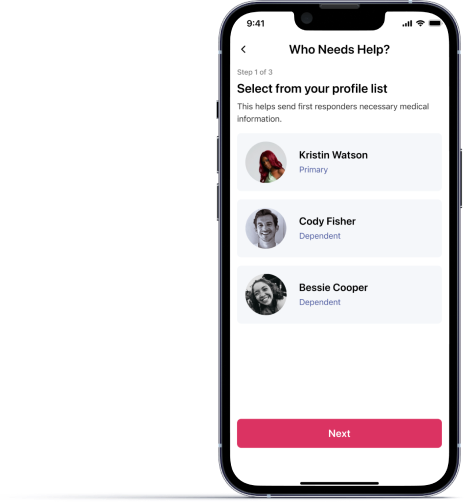 9:41
Who Needs Help?
Step 1 of 3
Select from your profile list
This helps send first responders necessary medical
information.
Kristin Watson
Primary
Cody Fisher
Dependent
Bessie Cooper
Dependent
Next